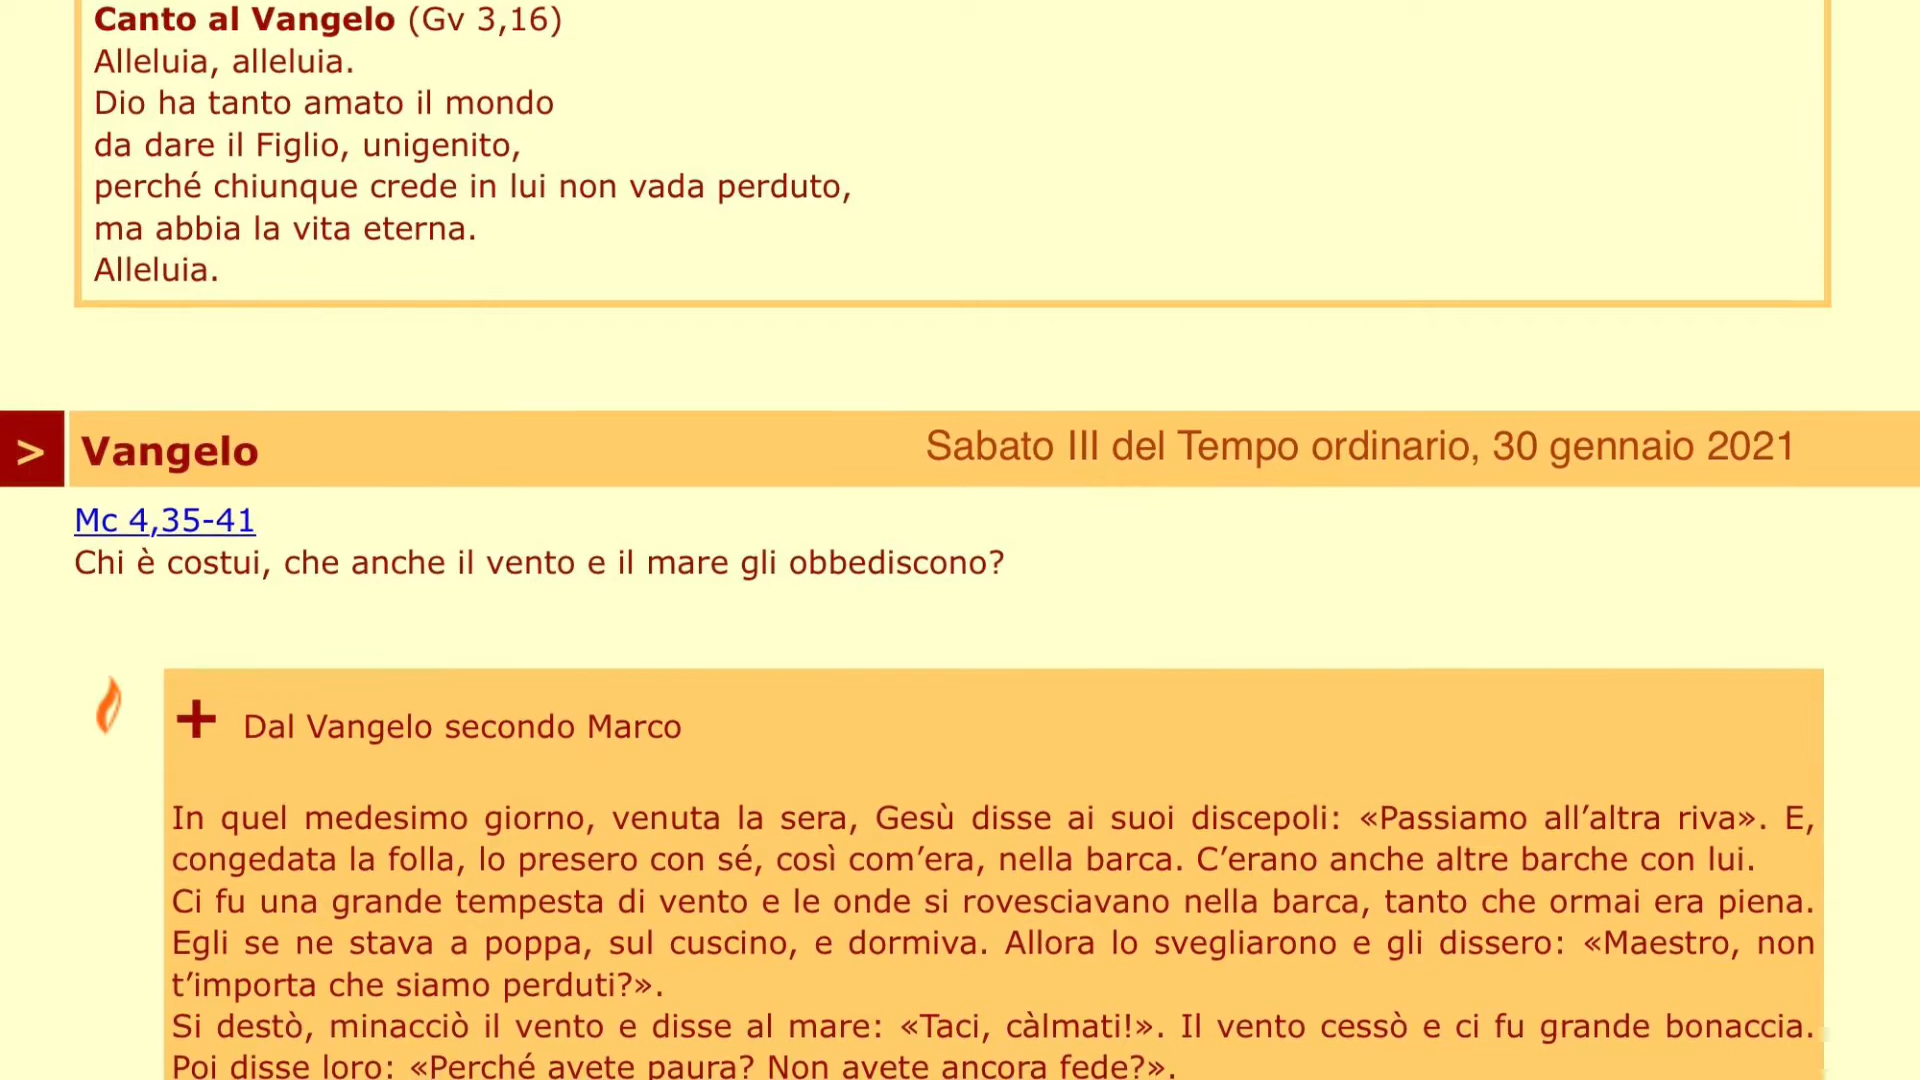 Canto al Vangelo (Gv 3,16)
Alleluia, alleluia.
Dio ha tanto amato il mondo
da dare il Figlio, unigenito,
perché chiunque crede in lui non vada perduto,
ma abbia la vita eterna.
Alleluia.
> Vangelo Sabato III del Tempo ordinario, 30 gennaio 2021
Mc 4,35-41
Chi è costui, che anche il vento e il mare gli obbediscono?
+ Dal Vangelo secondo Marco
In quel medesimo giorno, venuta la sera, Gesù disse ai suoi discepoli: «Passiamo all’altra riva». E,
congedata la folla, lo presero con sé, così com’era, nella barca. C’erano anche altre barche con lui.
Ci fu una grande tempesta di vento e le onde si rovesciavano nella barca, tanto che ormai era piena.
Egli se ne stava a poppa, sul cuscino, e dormiva. Allora lo svegliarono e gli dissero: «Maestro, non
t’importa che siamo perduti?».
Si destò, minacciò il vento e disse al mare: «Taci, càlmati!». Il vento cessò e ci fu grande bonaccia.
Poi disse loro: «Perché avete paura? Non avete ancora fede?».